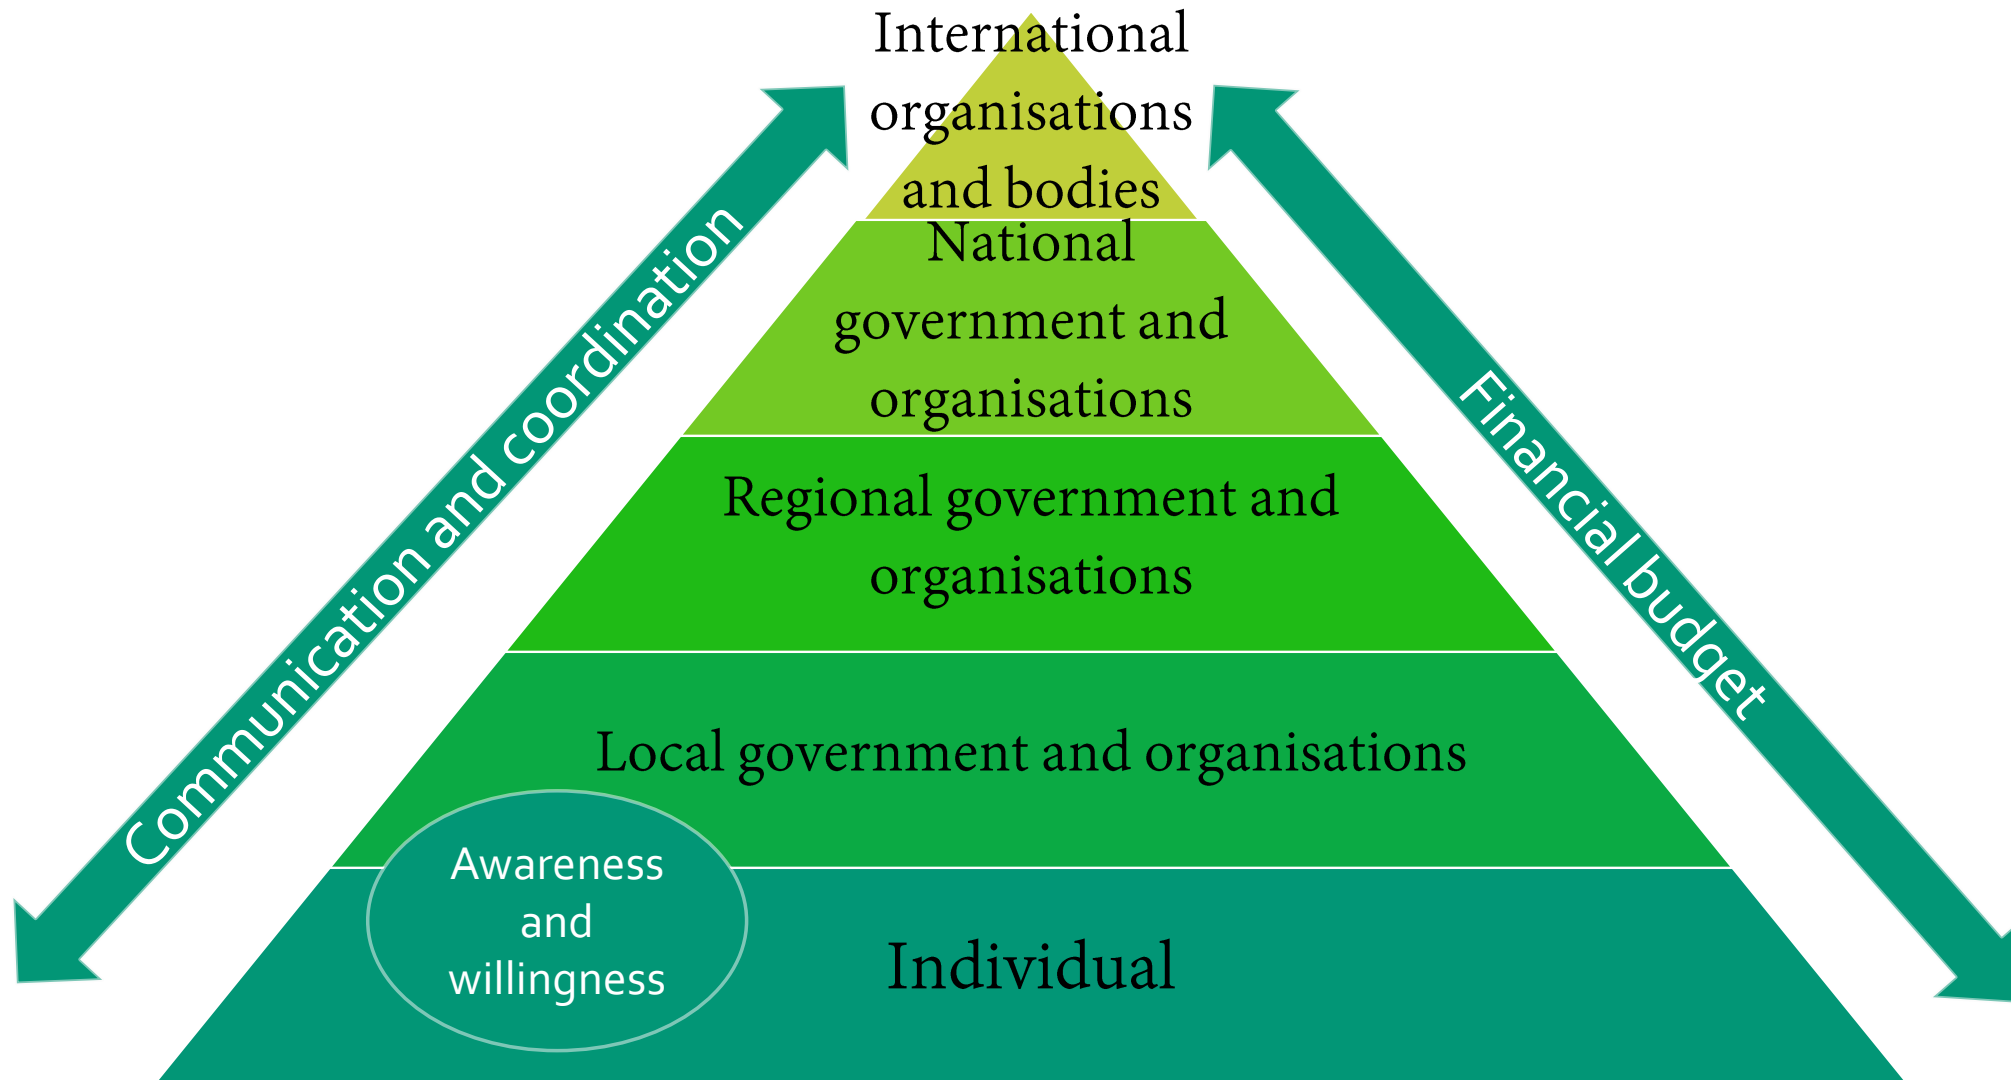 International
organisations
and bodies
National
government and
organisations
Regional government and
organisations
Local government and organisations
Individual
Awareness
and
willingness
Communication and coordination
Financial budget